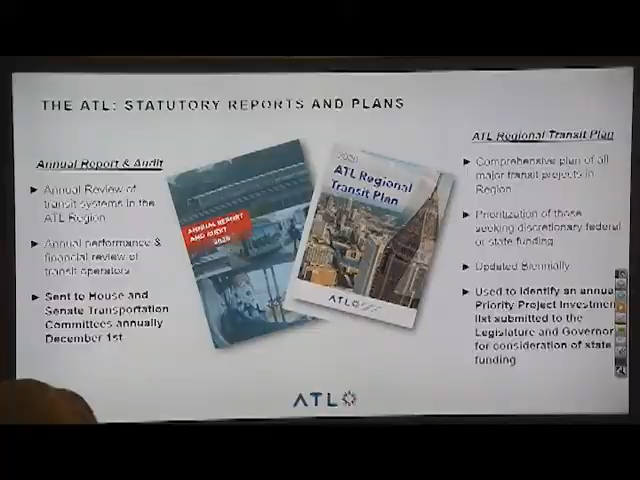 THE ATL: STATUTORY REPORTS AND PLANS
Annual Report & Audit
► Annual Review of
transit systems in the
ATL Region
► Annual performance &
financial review of
transit operators
► Sent to House and
Senate Transportation
Committees annually
December 1st
ANNUAL REPORT
AND AUDIT
2020
2020
ATL Regional
Transit Plan
ATL
ATL Regional Transit Plan
► Comprehensive plan of all
major transit projects in
Region
► Prioritization of those
seeking discretionary federal
or state funding
► Updated Biennially
► Used to identify an annua
Priority Project Investmen
list submitted to the
Legislature and Governor
for consideration of state
funding
ATL